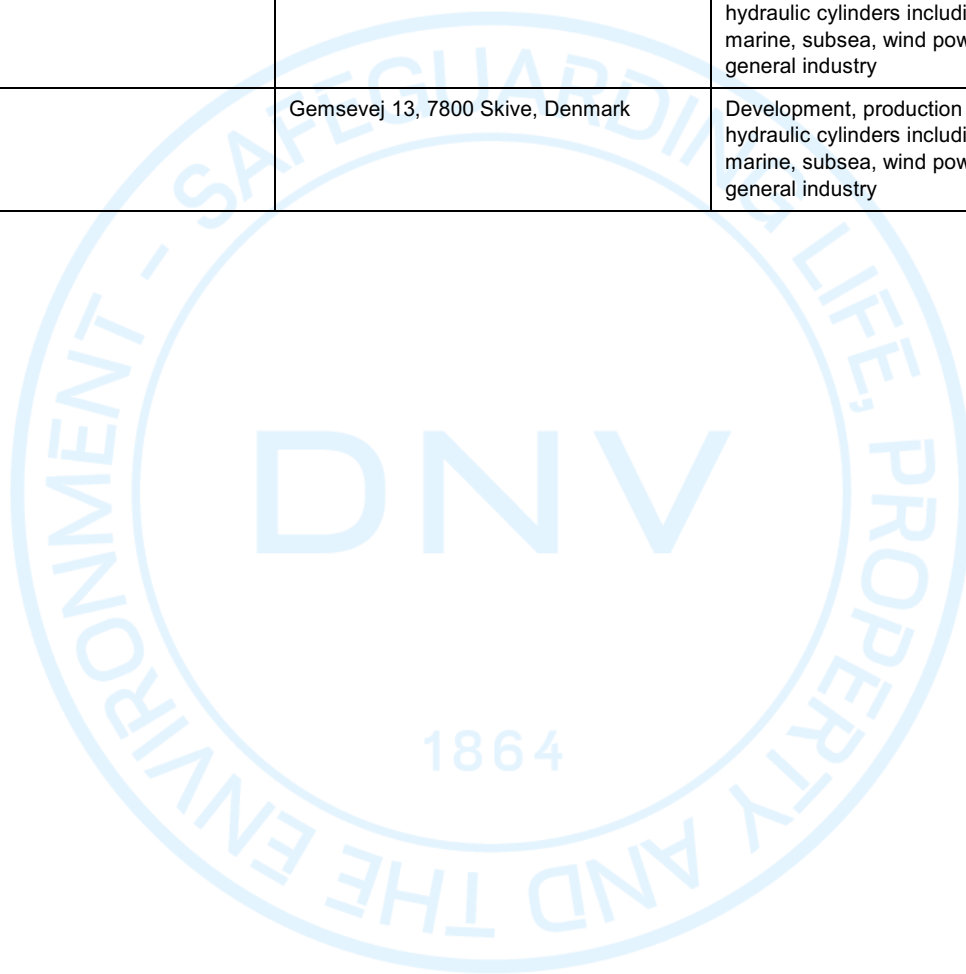 hydraulic cylinders includi
marine, subsea, wind pow
general industry
Gemsevej 13, 7800 Skive, Denmark
Development, production
hydraulic cylinders includi
marine, subsea, wind pow
general industry
SAFEGUARDING LIFE, PROPERTY AND THE ENVIRONMENT -
DNV
1864